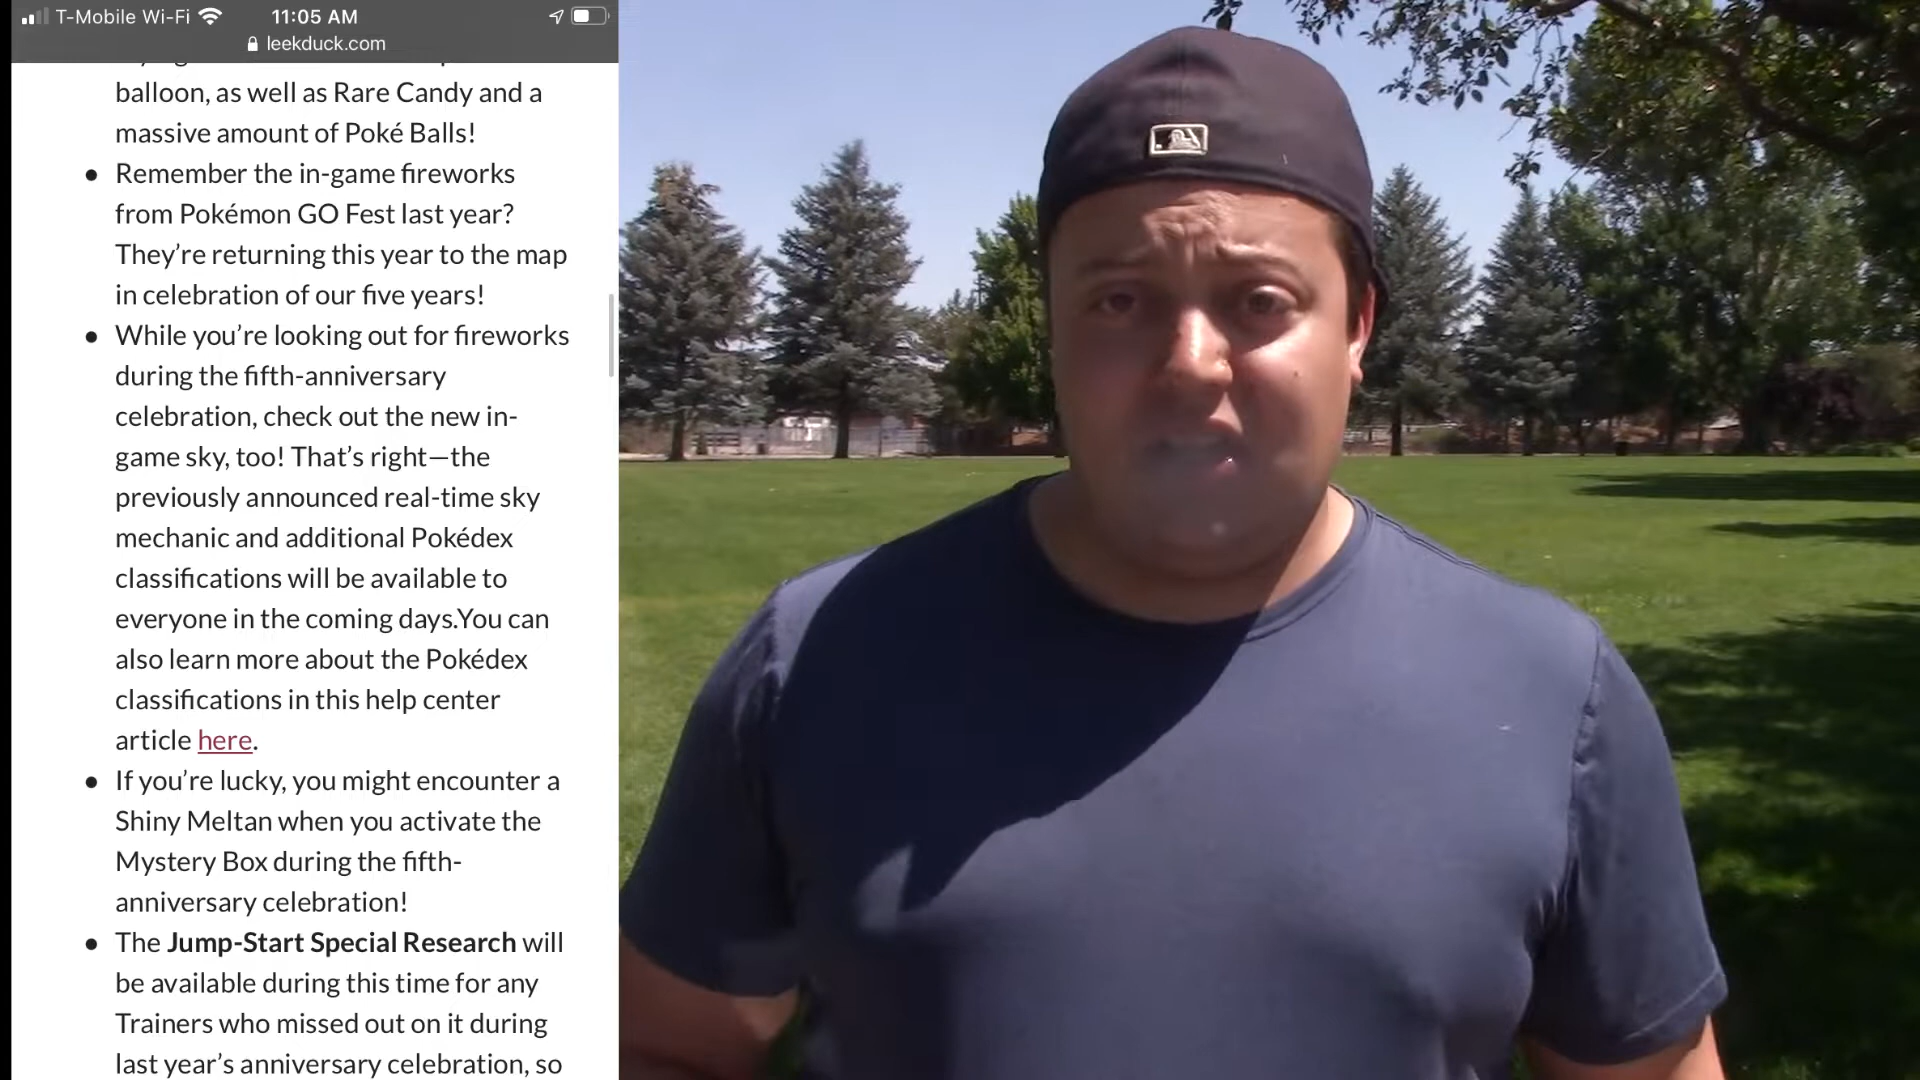 T-Mobile Wi-Fi 11:05 AM
leekduck.com
balloon, as well as Rare Candy and a
massive amount of Poké Balls!
● Remember the in-game fireworks
from Pokémon GO Fest last year?
They’re returning this year to the map
in celebration of our five years!
● While you’re looking out for fireworks
during the fifth-anniversary
celebration, check out the new in-
game sky, too! That’s right—the
previously announced real-time sky
mechanic and additional Pokédex
classifications will be available to
everyone in the coming days.You can
also learn more about the Pokédex
classifications in this help center
article here.
● If you’re lucky, you might encounter a
Shiny Meltan when you activate the
Mystery Box during the fifth-
anniversary celebration!
● The Jump-Start Special Research will
be available during this time for any
Trainers who missed out on it during
last year’s anniversary celebration, so